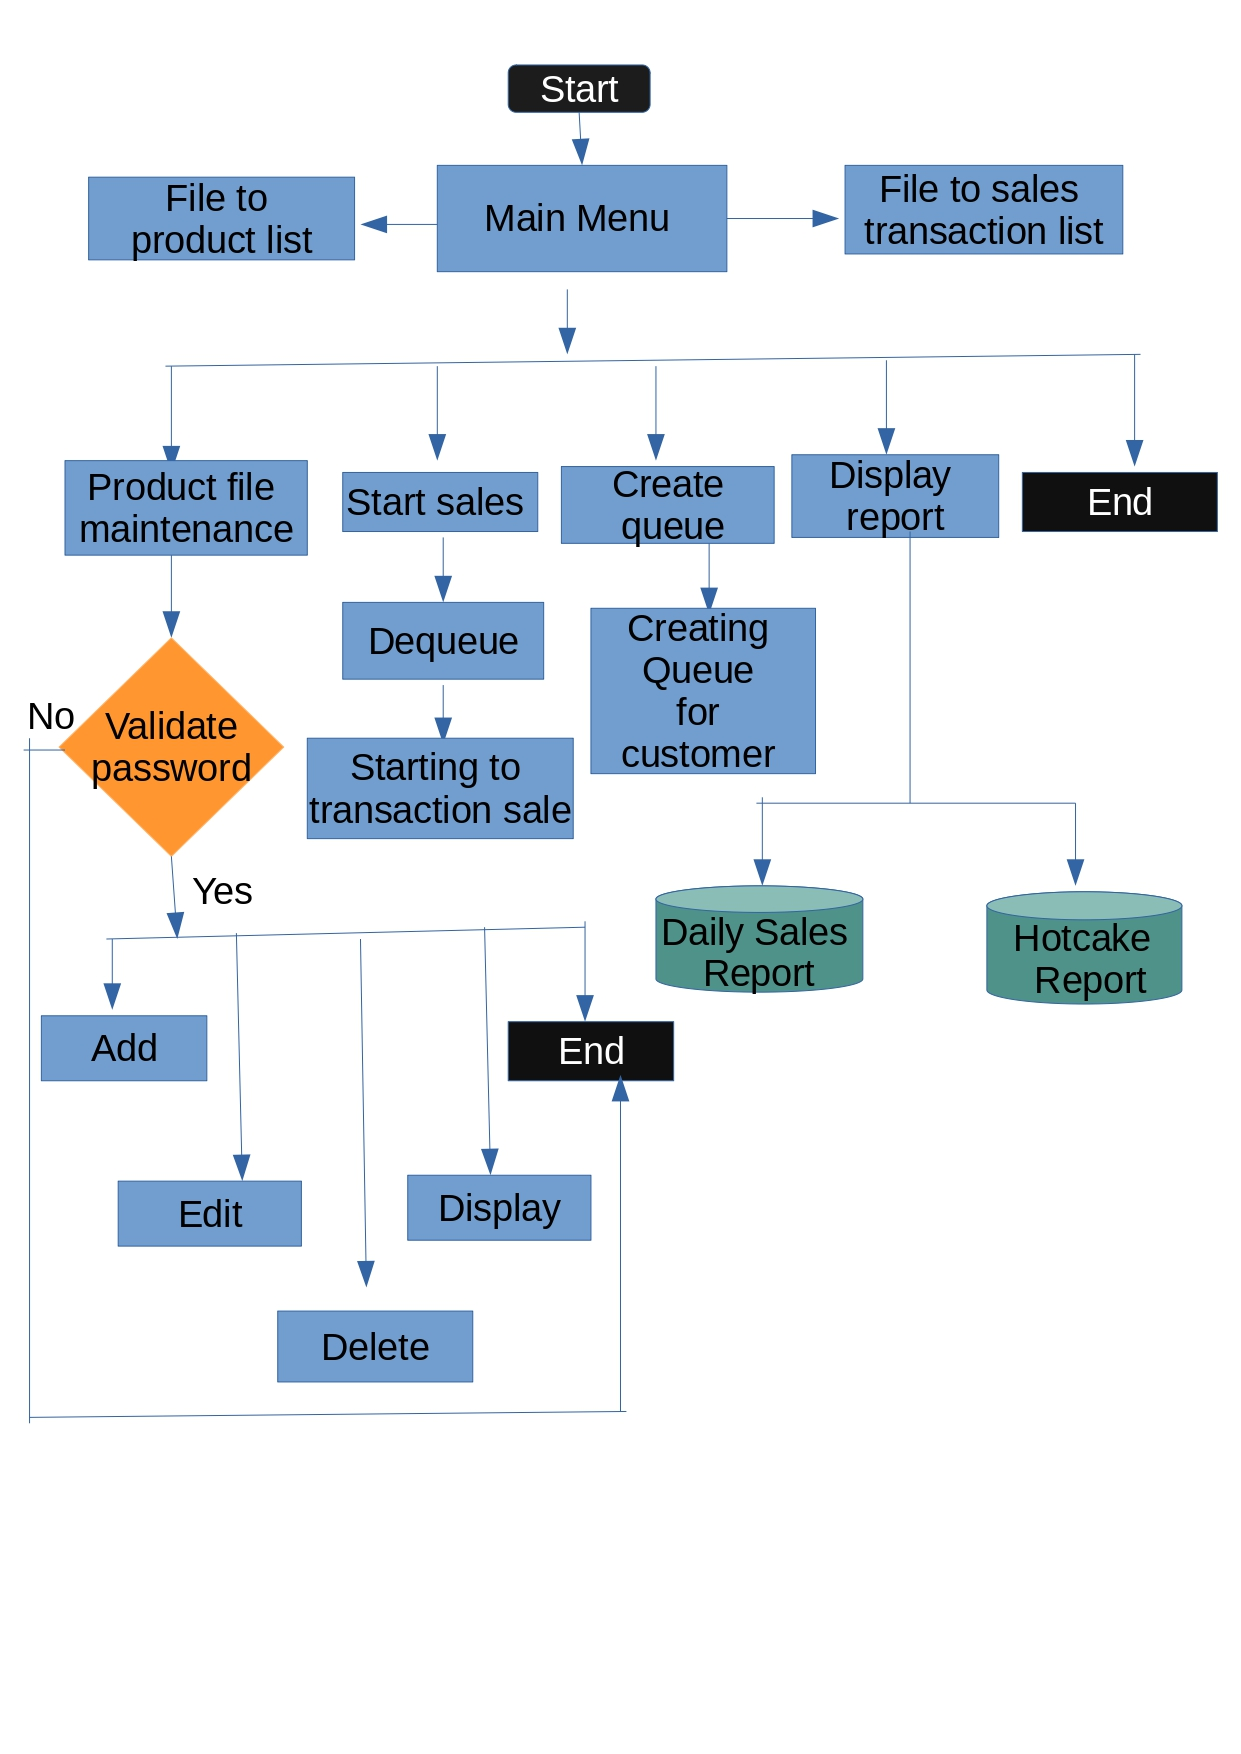 Start
File to
product list
Main Menu
File to sales
transaction list
Product file
maintenance
Start sales
Create
queue
Display
report
End
Dequeue
Creating
Queue
for
customer
No
Validate
password
Starting to
transaction sale
Yes
Daily Sales
Report
Hotcake
Report
Add
End
Edit
Display
Delete